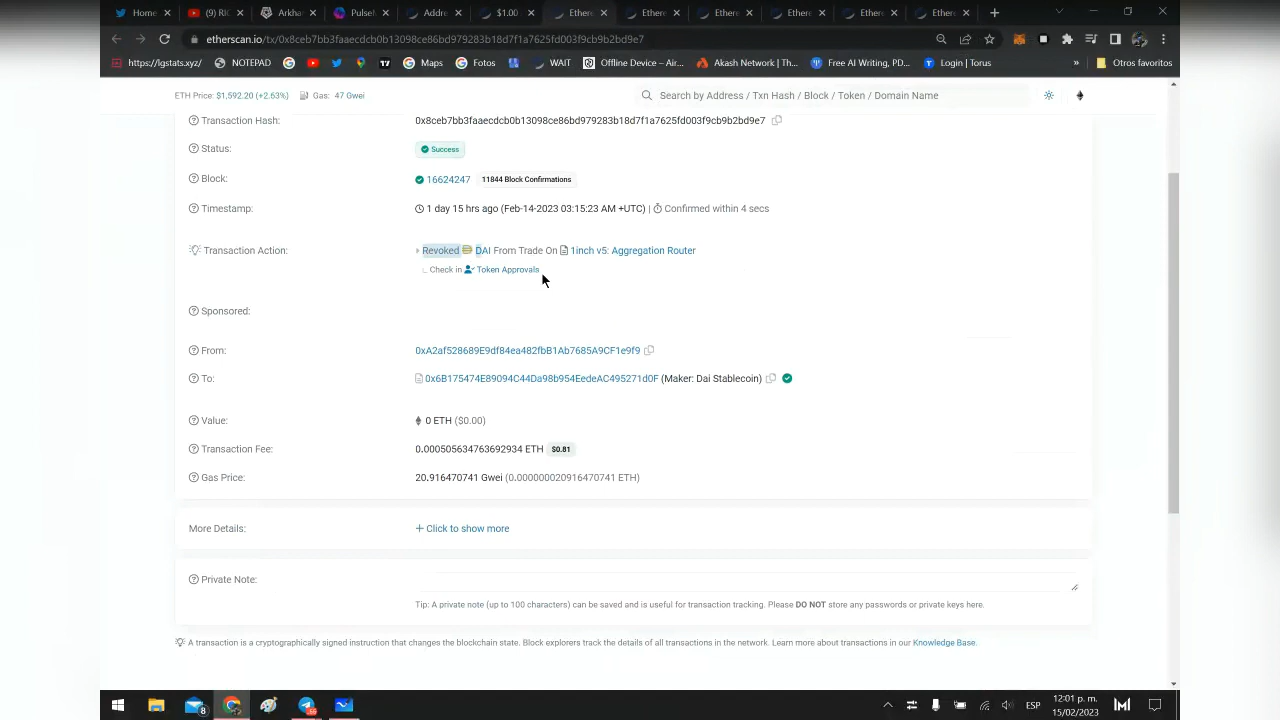 Home
(9) RIC
Arkha
Pulse
Addre
$1.00
Ethere
Ethere
Ethere
Ethere
Ethere
Ethere
etherscan.io/tx/0x8ceb7bb3faaecdcb0b13098ce86bd979283b18d7f1a7625fd003f9cb9b2bd9e7
https://lgstats.xyz/ NOTEPAD Maps Gmail Fotos WAIT Offline Device – Air... Akash Network | Th... Free AI Writing, PD... Login | Torus » Otros favoritos
ETH Price: $1,592.20 (+2.63%) Gas: 47 Gwei
Search by Address / Txn Hash / Block / Token / Domain Name
Transaction Hash: 0x8ceb7bb3faaecdcb0b13098ce86bd979283b18d7f1a7625fd003f9cb9b2bd9e7
Status: Success
Block: 16624247 11844 Block Confirmations
Timestamp: 1 day 15 hrs ago (Feb-14-2023 03:15:23 AM +UTC) | Confirmed within 4 secs
Transaction Action: Revoked DAI From Trade On 1inch v5: Aggregation Router
Check in Token Approvals
Sponsored:
From: 0xA2af528689E9df84ea482fbB1Ab7685A9CF1e9f9
To: 0x6B175474E89094C44Da98b954EedeAC495271d0F (Maker: Dai Stablecoin)
Value: 0 ETH ($0.00)
Transaction Fee: 0.000505634763692934 ETH $0.81
Gas Price: 20.916470741 Gwei (0.000000020916470741 ETH)
More Details: + Click to show more
Private Note:
Tip: A private note (up to 100 characters) can be saved and is useful for transaction tracking. Please DO NOT store any passwords or private keys here.
A transaction is a cryptographically signed instruction that changes the blockchain state. Block explorers track the details of all transactions in the network. Learn more about transactions in our Knowledge Base.
8
ESP
12:01 p. m.
15/02/2023